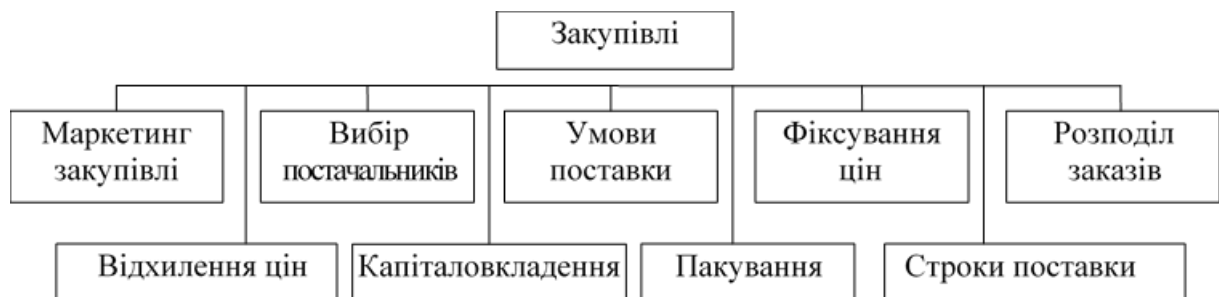 Закупівлі
Маркетинг
закупівлі
Вибір
постачальників
Умови
поставки
Фіксування
цін
Розподіл
заказів
Відхилення цін
Капіталовкладення
Пакування
Строки поставки